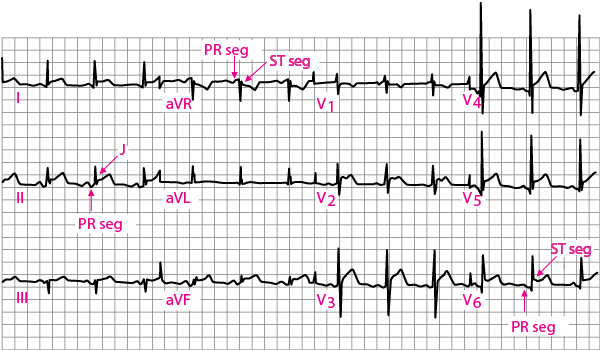 PR seg
ST seg
I
aVR
V1
V4
J
II
aVL
V2
V5
PR seg
ST seg
III
aVF
V3
V6
PR seg